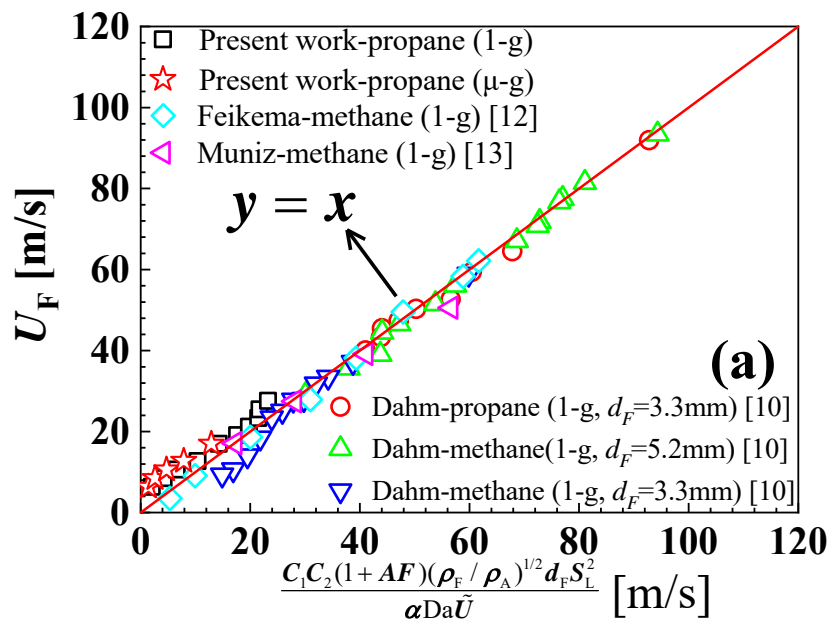 120
100
80
60
40
20
0
U_F [m/s]
Present work-propane (1-g)
Present work-propane (μ-g)
Feikema-methane (1-g) [12]
Muniz-methane (1-g) [13]
y = x
(a)
Dahm-propane (1-g, d_F=3.3mm) [10]
Dahm-methane(1-g, d_F=5.2mm) [10]
Dahm-methane (1-g, d_F=3.3mm) [10]
0 20 40 60 80 100 120
C₁C₂(1+AF)(ρ_F / ρ_A)^{1/2} d_F S_L^2
αDaŨ
[m/s]